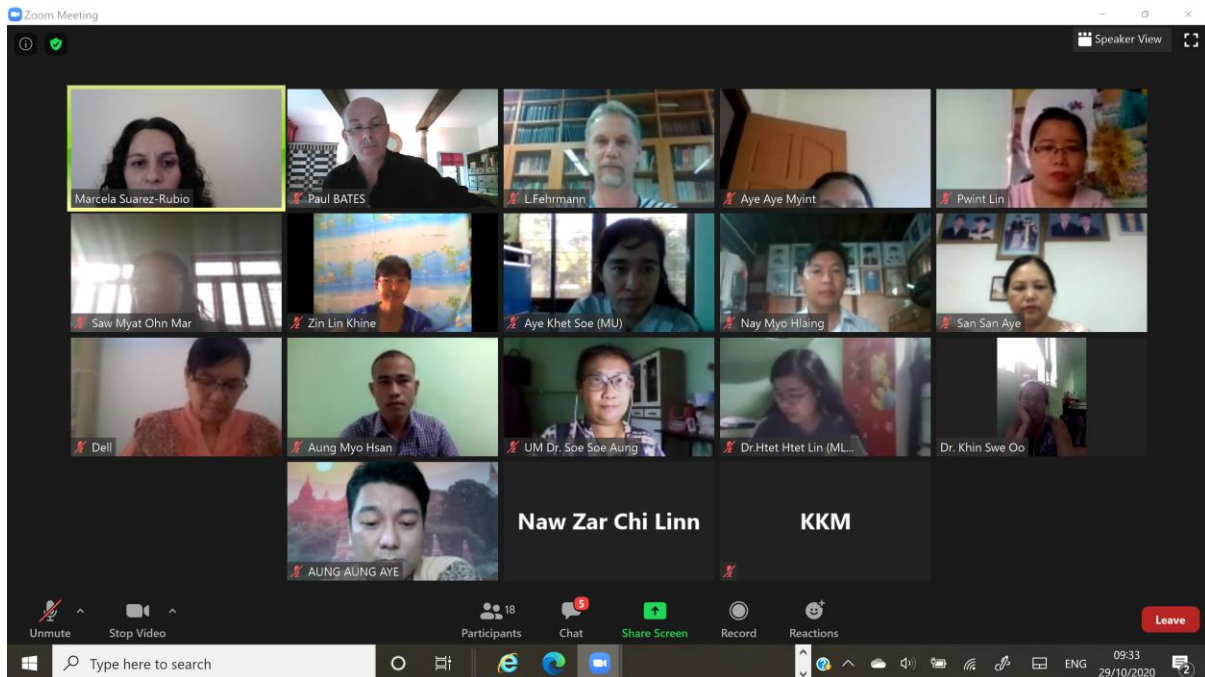 Zoom Meeting
Speaker View
Marcela Suarez-Rubio
Paul BATES
L.Fehrmann
Aye Aye Myint
Pwint Lin
Saw Myat Ohn Mar
Zin Lin Khine
Aye Khet Soe (MU)
Nay Myo Hlaing
San San Aye
Dell
Aung Myo Hsan
UM Dr. Soe Soe Aung
Dr.Htet Htet Lin (ML...
Dr. Khin Swe Oo
AUNG AUNG AYE
Naw Zar Chi Linn
KKM
18
5
Unmute
Stop Video
Participants
Chat
Share Screen
Record
Reactions
Leave
Type here to search
ENG
09:33
29/10/2020
2